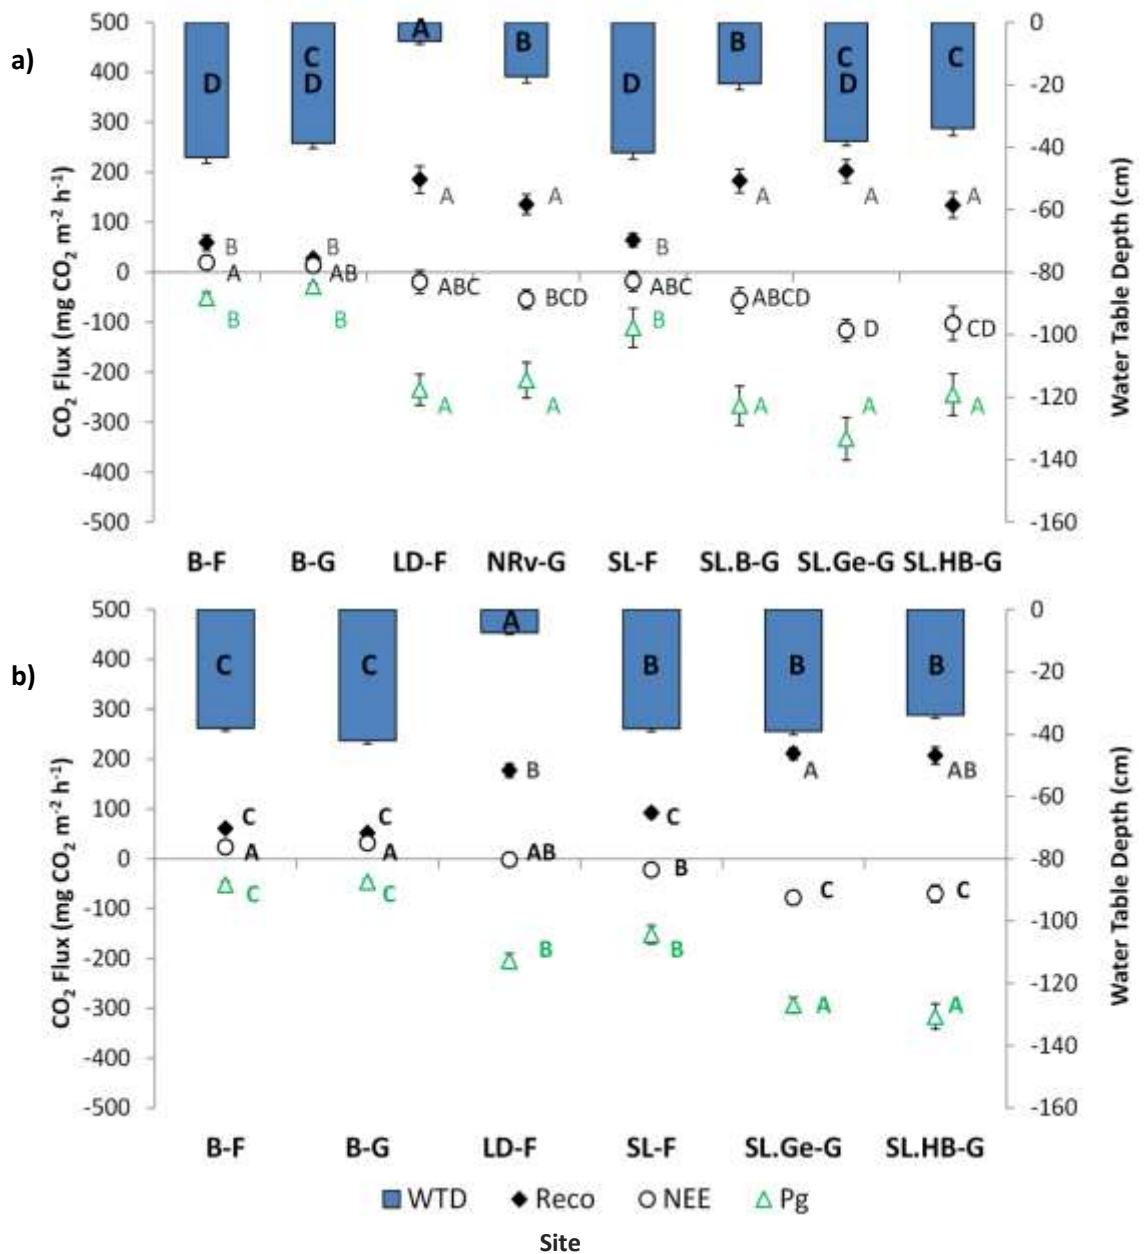 a)
500
400
300
200
100
0
-100
-200
-300
-400
-500
CO2 Flux (mg CO2 m-2 h-1)
0
-20
-40
-60
-80
-100
-120
-140
-160
Water Table Depth (cm)
A
B
B
C
C
C
D
D
D
D
A
A
A
A
A
B
B
B
A
AB
ABC
BCD
ABC
ABCD
D
CD
B
B
B
A
A
A
A
A
B-F B-G LD-F NRv-G SL-F SL.B-G SL.Ge-G SL.HB-G
b)
500
400
300
200
100
0
-100
-200
-300
-400
-500
CO2 Flux (mg CO2 m-2 h-1)
0
-20
-40
-60
-80
-100
-120
-140
-160
Water Table Depth (cm)
A
C
C
B
B
B
B
A
AB
C
C
C
A
A
AB
B
C
C
C
C
B
B
A
A
B-F B-G LD-F SL-F SL.Ge-G SL.HB-G
WTD Reco NEE Pg
Site